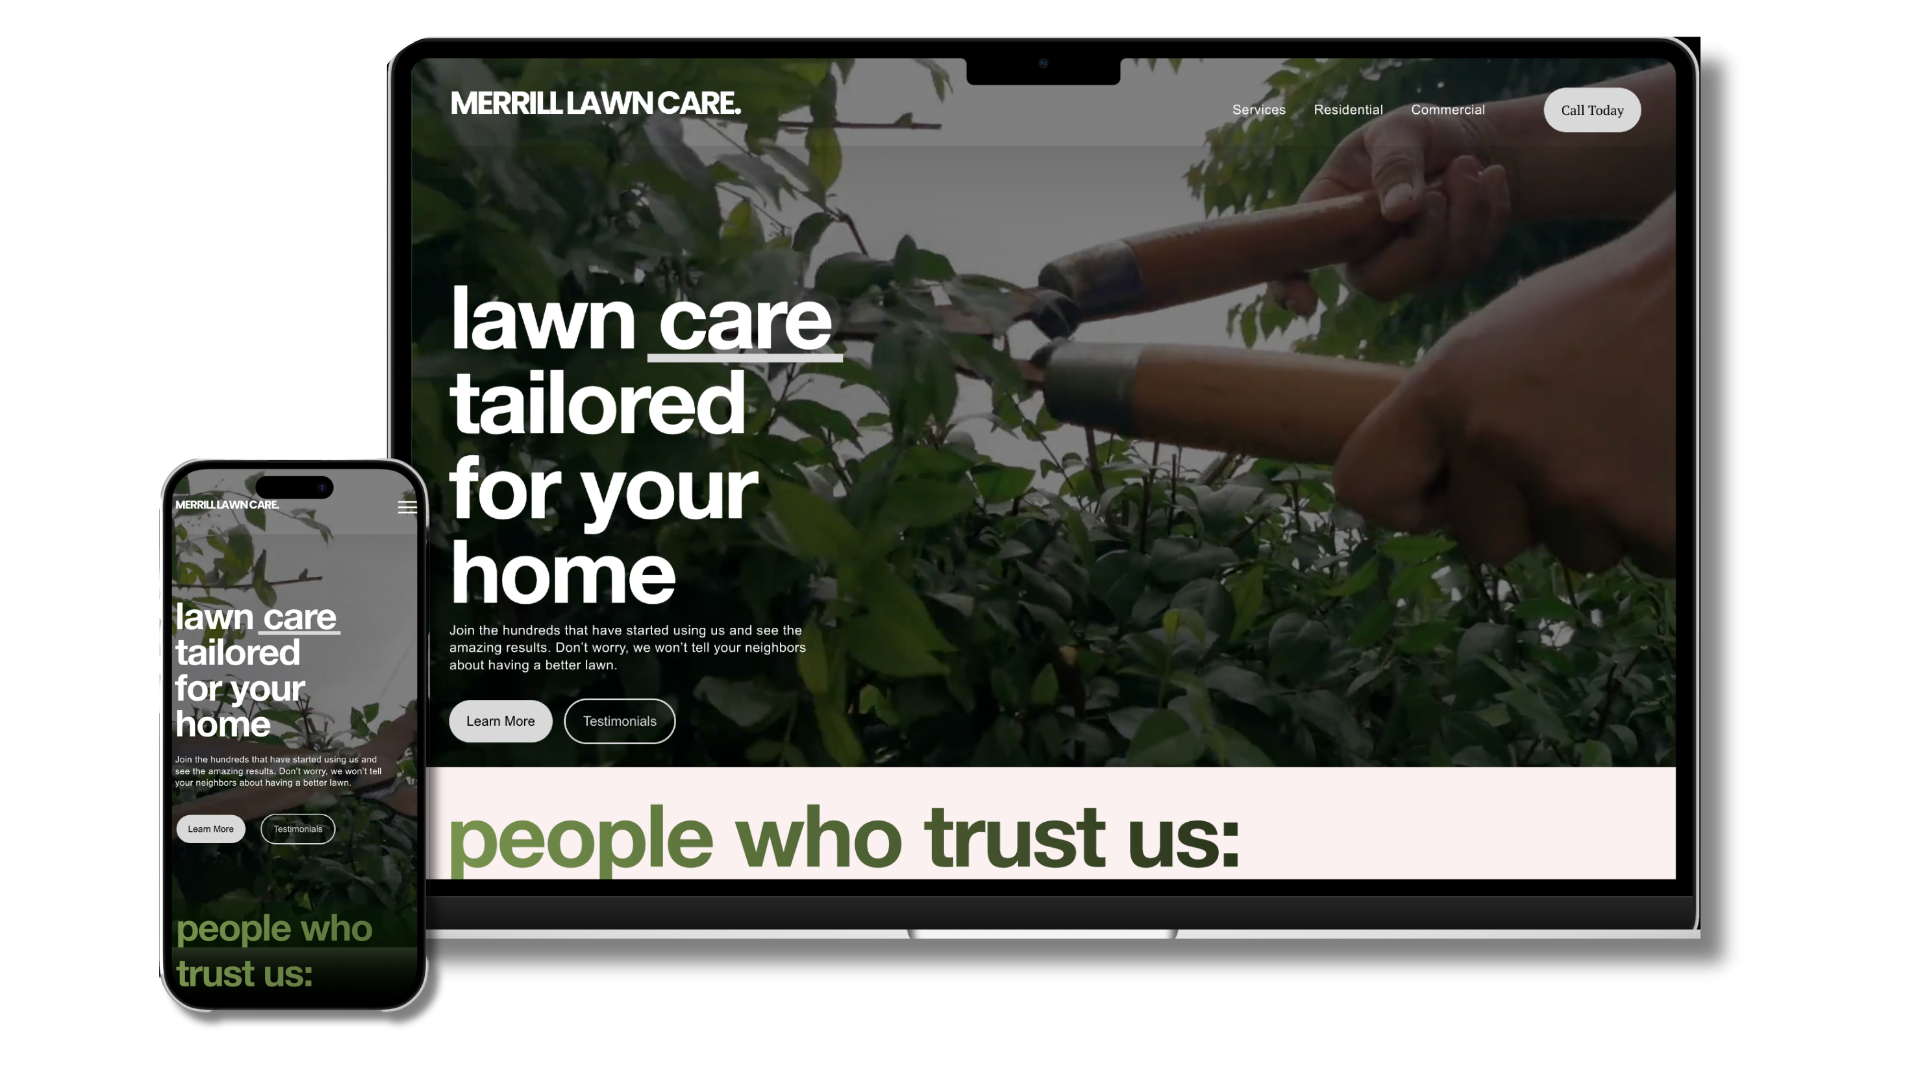 MERRILL LAWN CARE.
Services Residential Commercial Call Today
lawn care
tailored
for your
home
Join the hundreds that have started using us and see the
amazing results. Don't worry, we won't tell your neighbors
about having a better lawn.
Learn More Testimonials
people who trust us:
MERRILL LAWN CARE.
lawn care
tailored
for your
home
Join the hundreds that have started using us and
see the amazing results. Don't worry, we won't tell
your neighbors about having a better lawn.
Learn More Testimonials
people who
trust us: